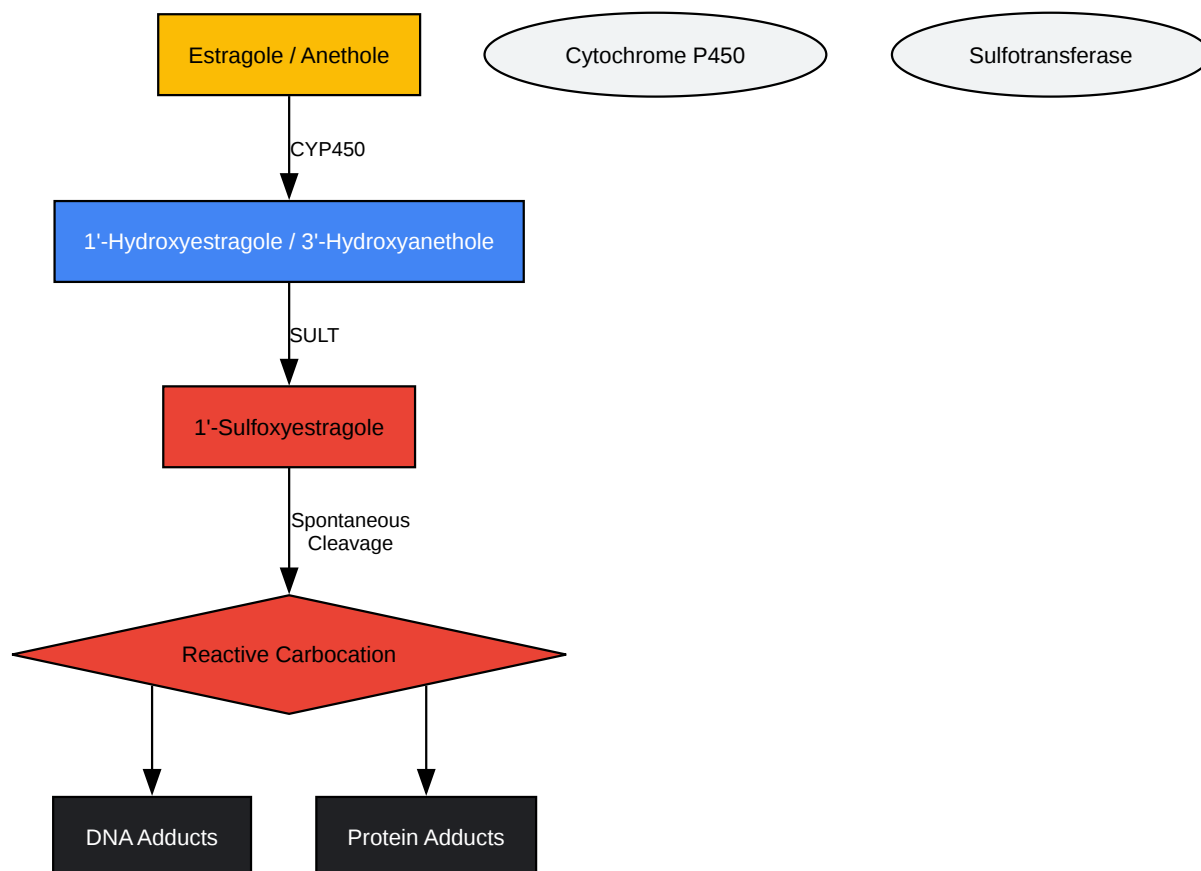 Estragole / Anethole
Cytochrome P450
Sulfotransferase
CYP450
1'-Hydroxyestragole / 3'-Hydroxyanethole
SULT
1'-Sulfoxyestragole
Spontaneous
Cleavage
Reactive Carbocation
DNA Adducts
Protein Adducts